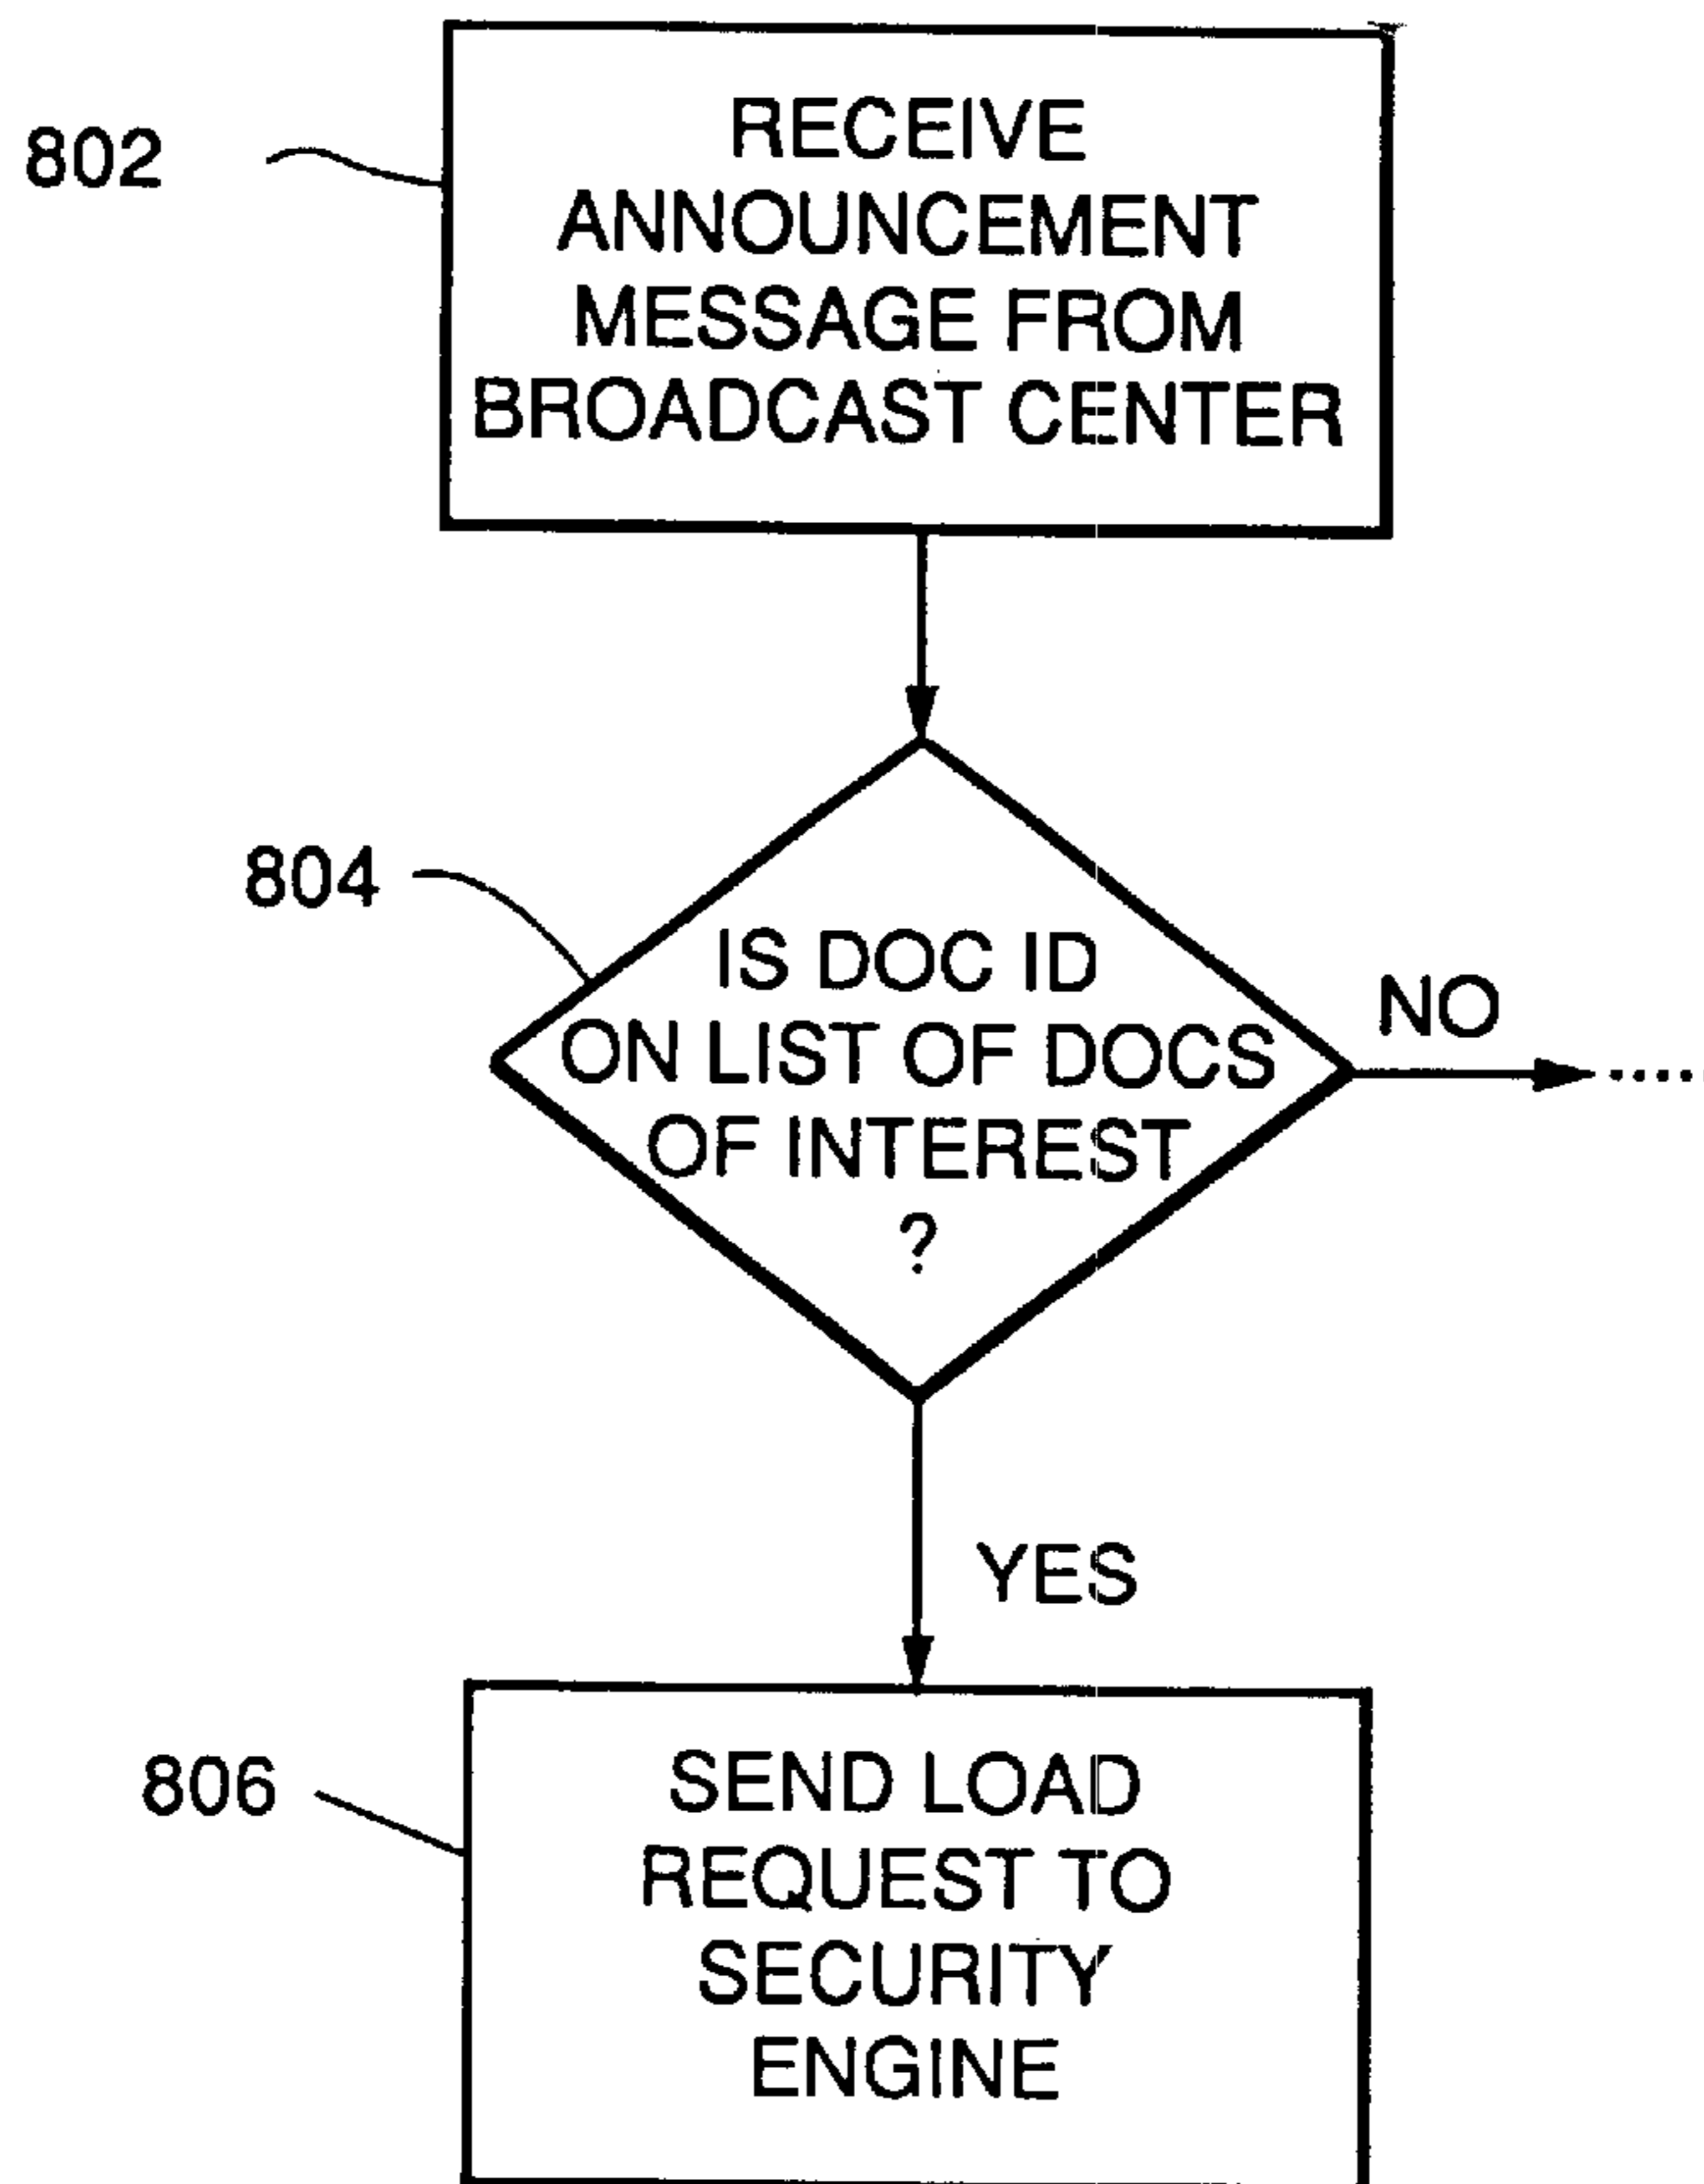 802
RECEIVE
ANNOUNCEMENT
MESSAGE FROM
BROADCAST CENTER
804
IS DOC ID
ON LIST OF DOCS
OF INTEREST
?
NO
YES
806
SEND LOAD
REQUEST TO
SECURITY
ENGINE